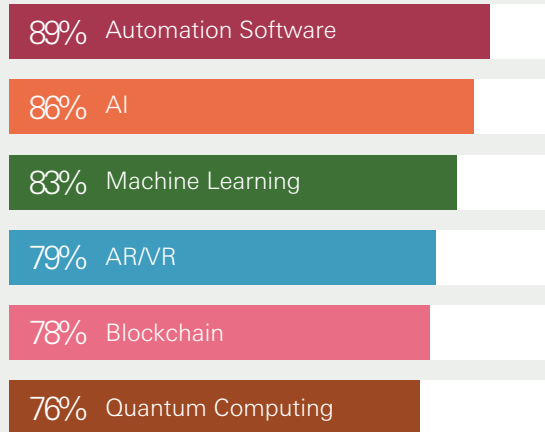 89% Automation Software
86% AI
83% Machine Learning
79% AR/VR
78% Blockchain
76% Quantum Computing